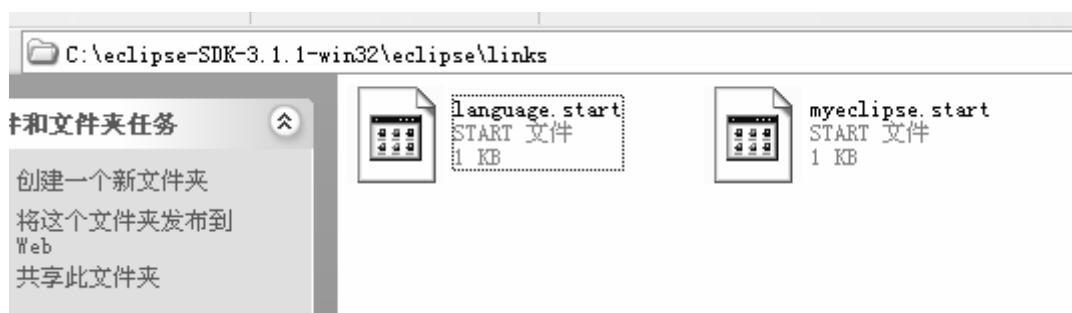 C:\eclipse-SDK-3.1.1-win32\eclipse\links
件和文件夹任务
创建一个新文件夹
将这个文件夹发布到
Web
共享此文件夹
language.start
START 文件
1 KB
myeclipse.start
START 文件
1 KB